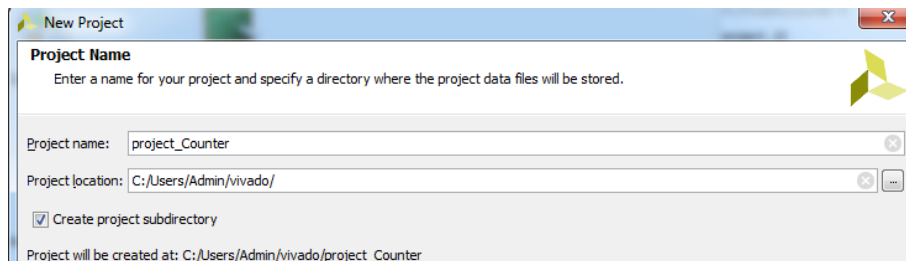 New Project
Project Name
Enter a name for your project and specify a directory where the project data files will be stored.
Project name: project_Counter
Project location: C:/Users/Admin/vivado/ ...
Create project subdirectory
Project will be created at: C:/Users/Admin/vivado/project_Counter